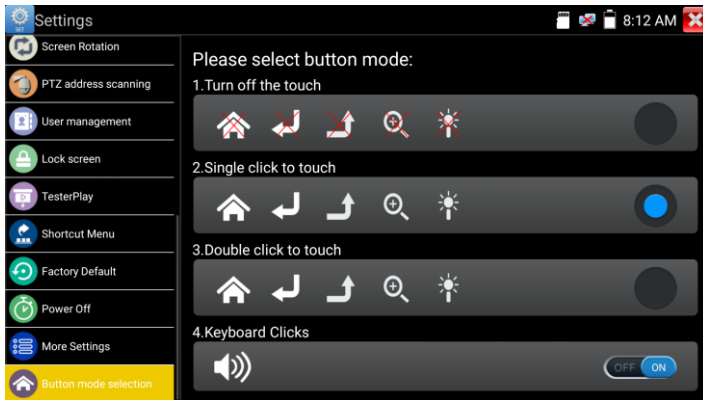 SET
Settings
8:12 AM
Screen Rotation
PTZ address scanning
User management
Lock screen
TesterPlay
Shortcut Menu
Factory Default
Power Off
More Settings
Button mode selection
Please select button mode:
1.Turn off the touch
2.Single click to touch
3.Double click to touch
4.Keyboard Clicks
OFF ON